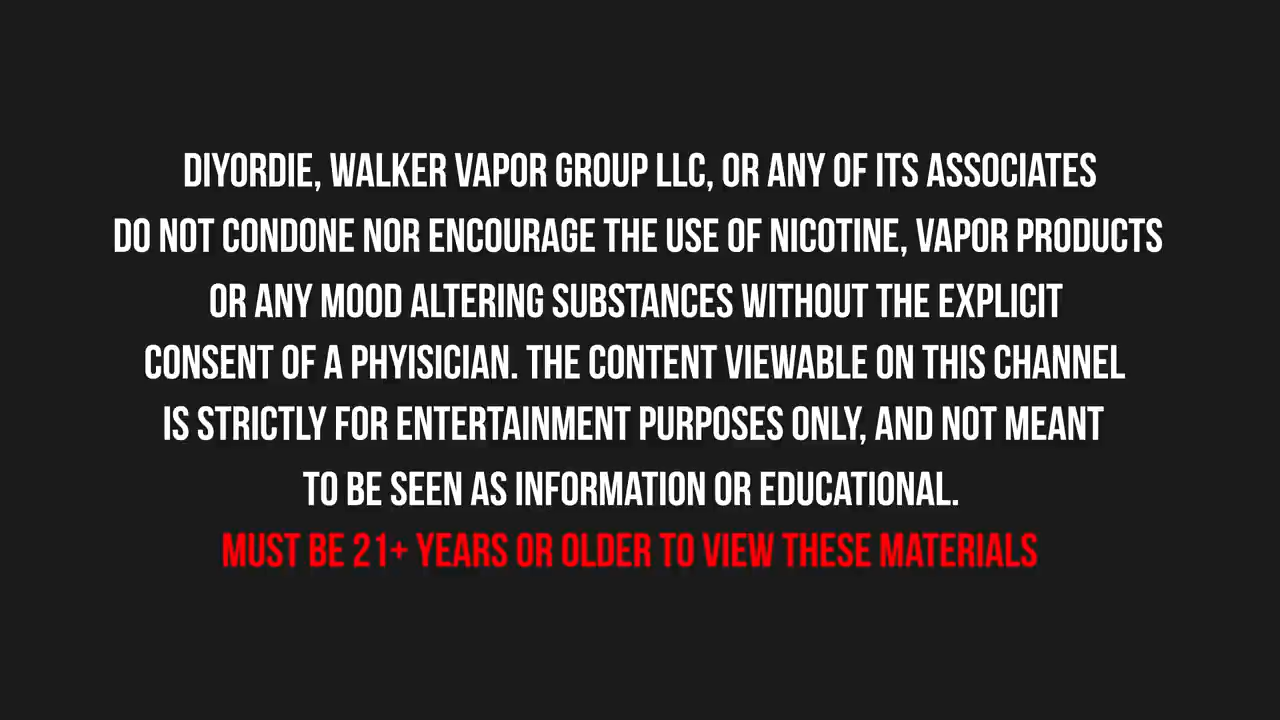 DIYORDIE, WALKER VAPOR GROUP LLC, OR ANY OF ITS ASSOCIATES
DO NOT CONDONE NOR ENCOURAGE THE USE OF NICOTINE, VAPOR PRODUCTS
OR ANY MOOD ALTERING SUBSTANCES WITHOUT THE EXPLICIT
CONSENT OF A PHYISICIAN. THE CONTENT VIEWABLE ON THIS CHANNEL
IS STRICTLY FOR ENTERTAINMENT PURPOSES ONLY, AND NOT MEANT
TO BE SEEN AS INFORMATION OR EDUCATIONAL.
MUST BE 21+ YEARS OR OLDER TO VIEW THESE MATERIALS